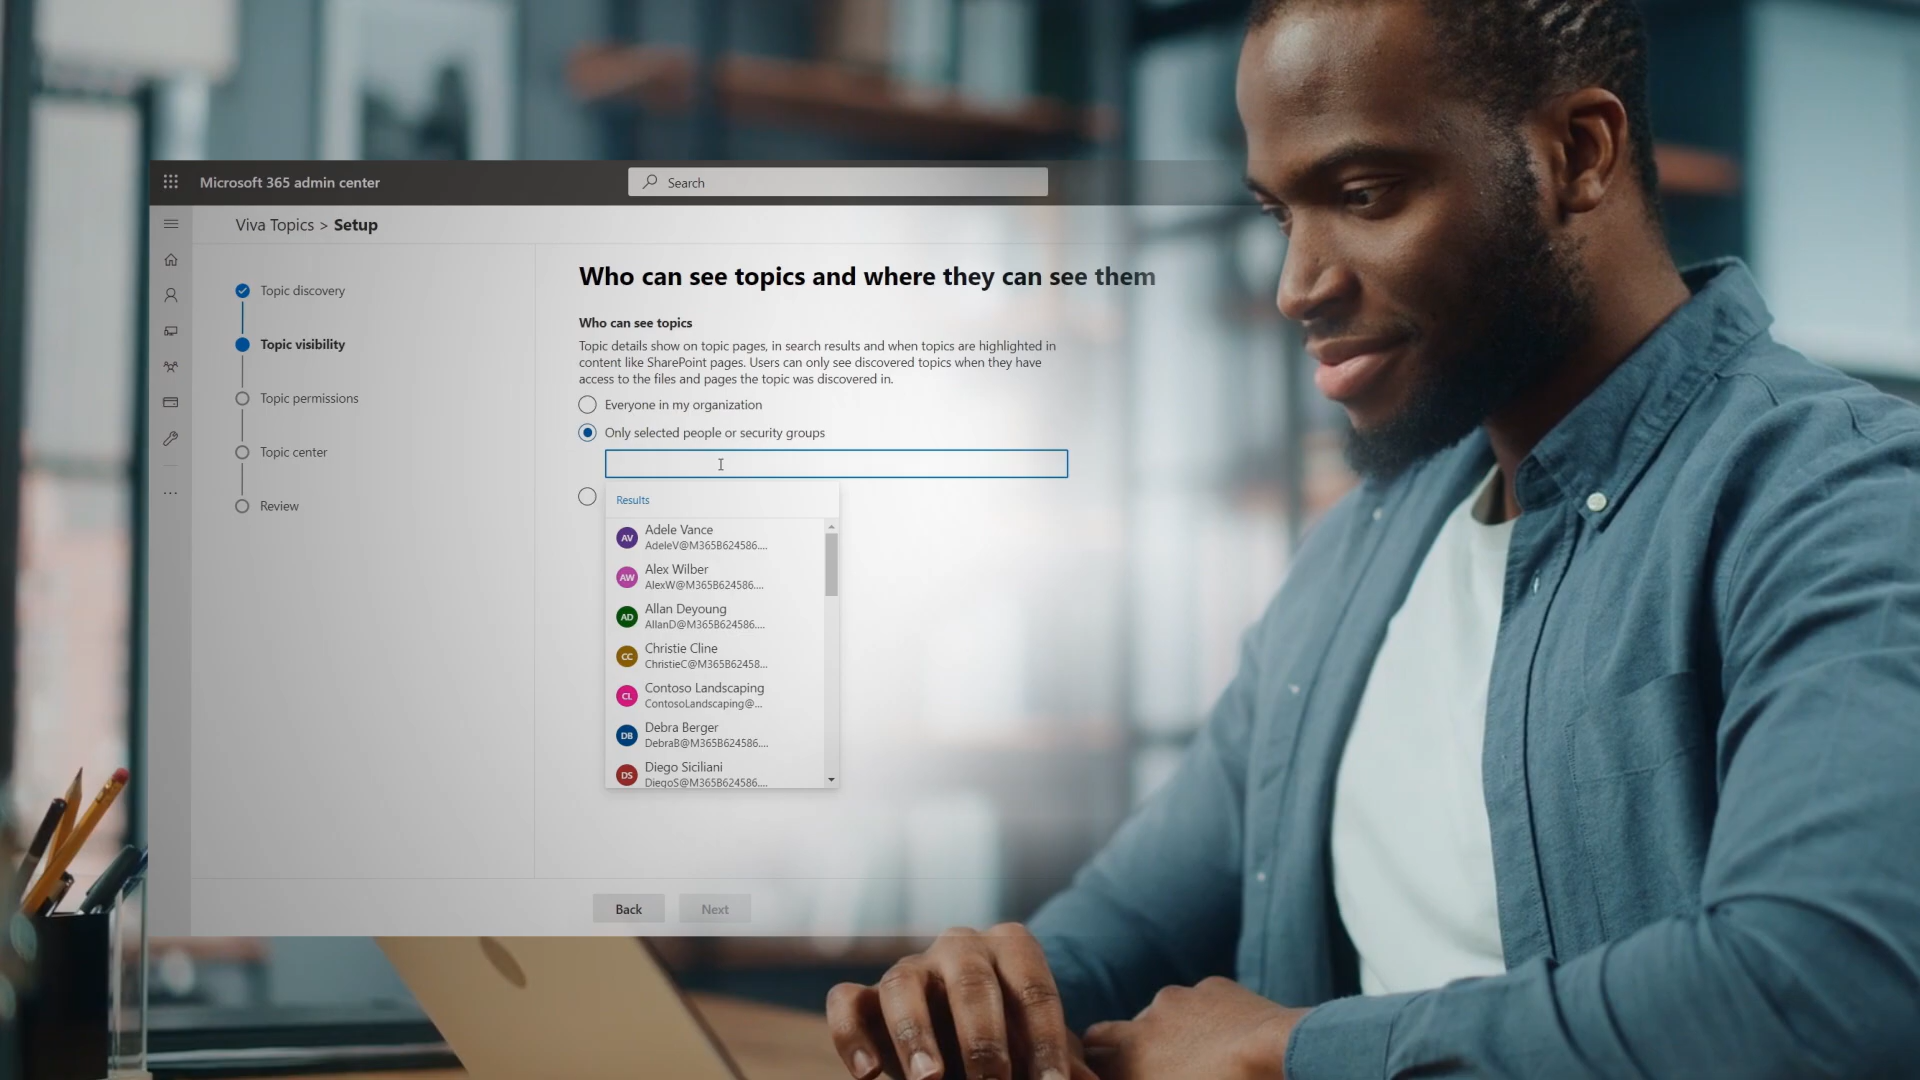 Microsoft 365 admin center
Search
Viva Topics > Setup
Topic discovery
Topic visibility
Topic permissions
Topic center
Review
Who can see topics and where they can see them
Who can see topics
Topic details show on topic pages, in search results and when topics are highlighted in
content like SharePoint pages. Users can only see discovered topics when they have
access to the files and pages the topic was discovered in.
Everyone in my organization
Only selected people or security groups
Results
AV
Adele Vance
AdeleV@M365B624586....
AW
Alex Wilber
AlexW@M365B624586....
AD
Allan Deyoung
AllanD@M365B624586....
CC
Christie Cline
ChristieC@M365B62458...
CL
Contoso Landscaping
ContosoLandscaping@...
DB
Debra Berger
DebraB@M365B624586....
DS
Diego Siciliani
DiegoS@M365B624586....
Back
Next